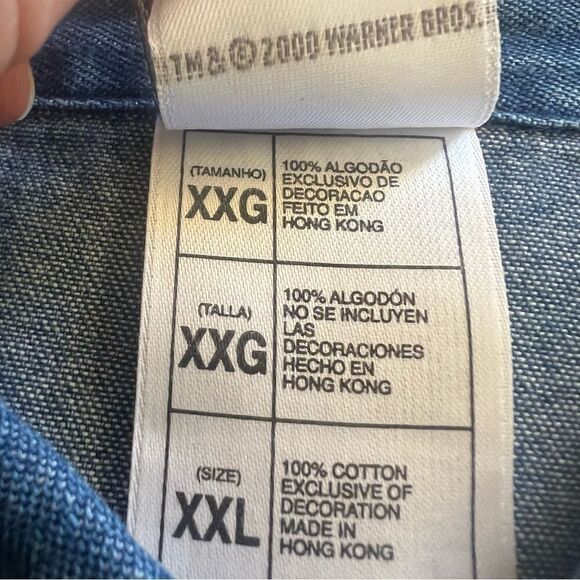 TM & © 2000 WARNER BROS.
(TAMANHO)
XXG
100% ALGODÃO
EXCLUSIVO DE
DECORACAO
FEITO EM
HONG KONG
(TALLA)
XXG
100% ALGODÓN
NO SE INCLUYEN
LAS
DECORACIONES
HECHO EN
HONG KONG
(SIZE)
XXL
100% COTTON
EXCLUSIVE OF
DECORATION
MADE IN
HONG KONG